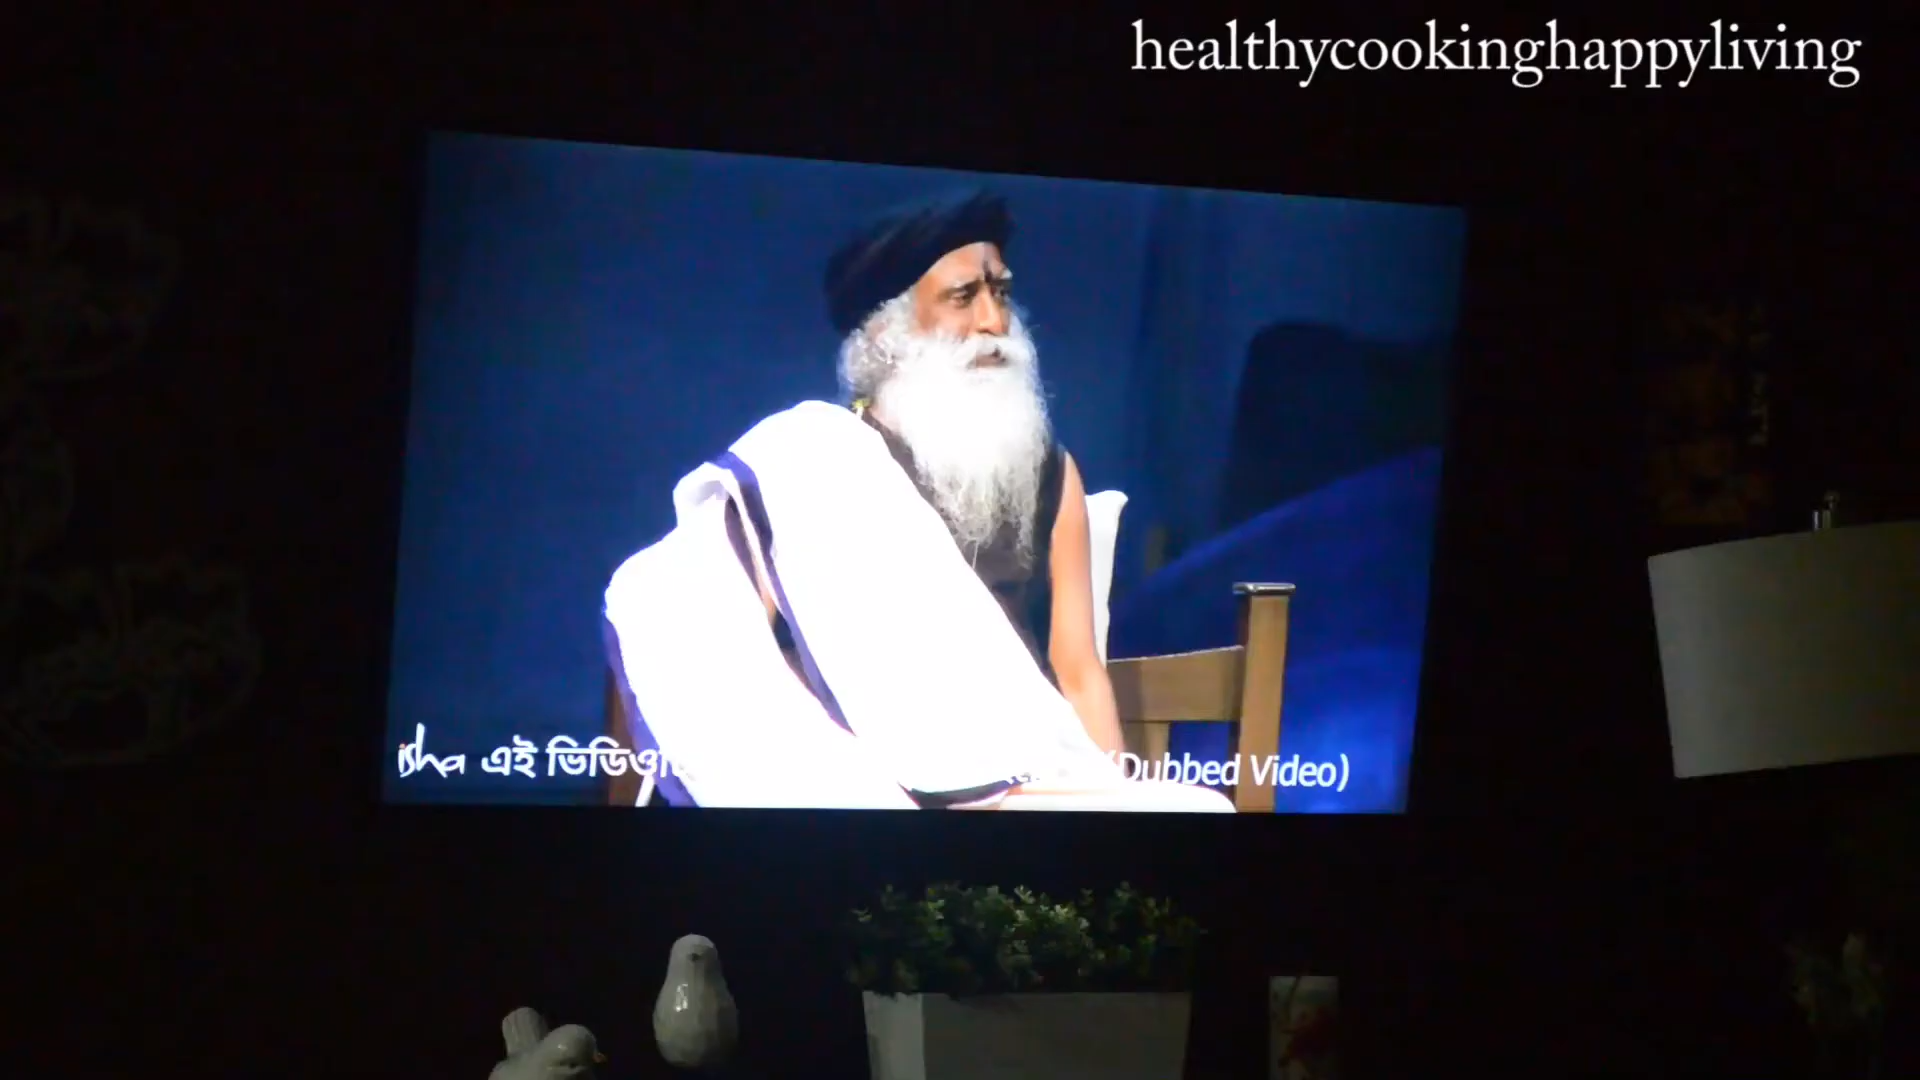 healthycookinghappyliving
isha এই ভিডিও (Dubbed Video)